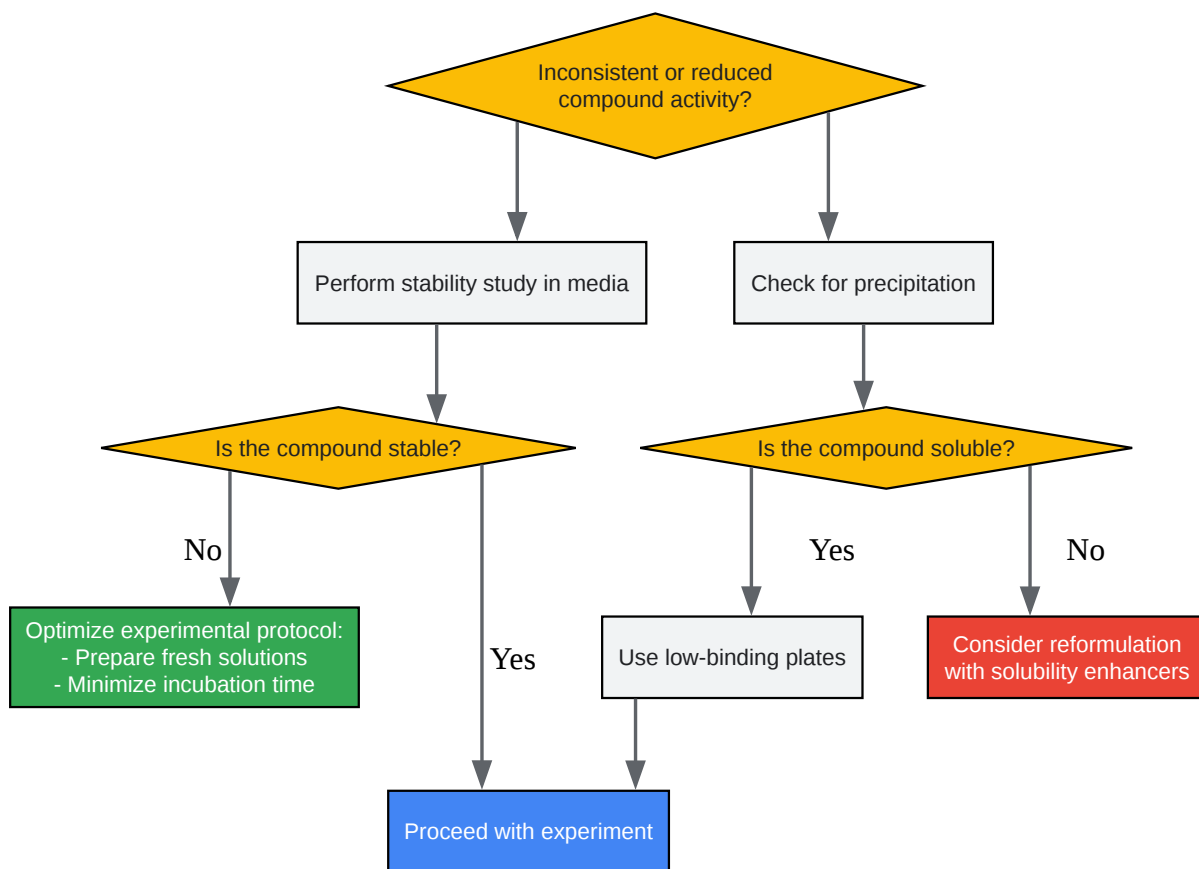 Inconsistent or reduced
compound activity?
Perform stability study in media
Check for precipitation
Is the compound stable?
Is the compound soluble?
No
Yes
Yes
No
Optimize experimental protocol:
- Prepare fresh solutions
- Minimize incubation time
Use low-binding plates
Consider reformulation
with solubility enhancers
Proceed with experiment